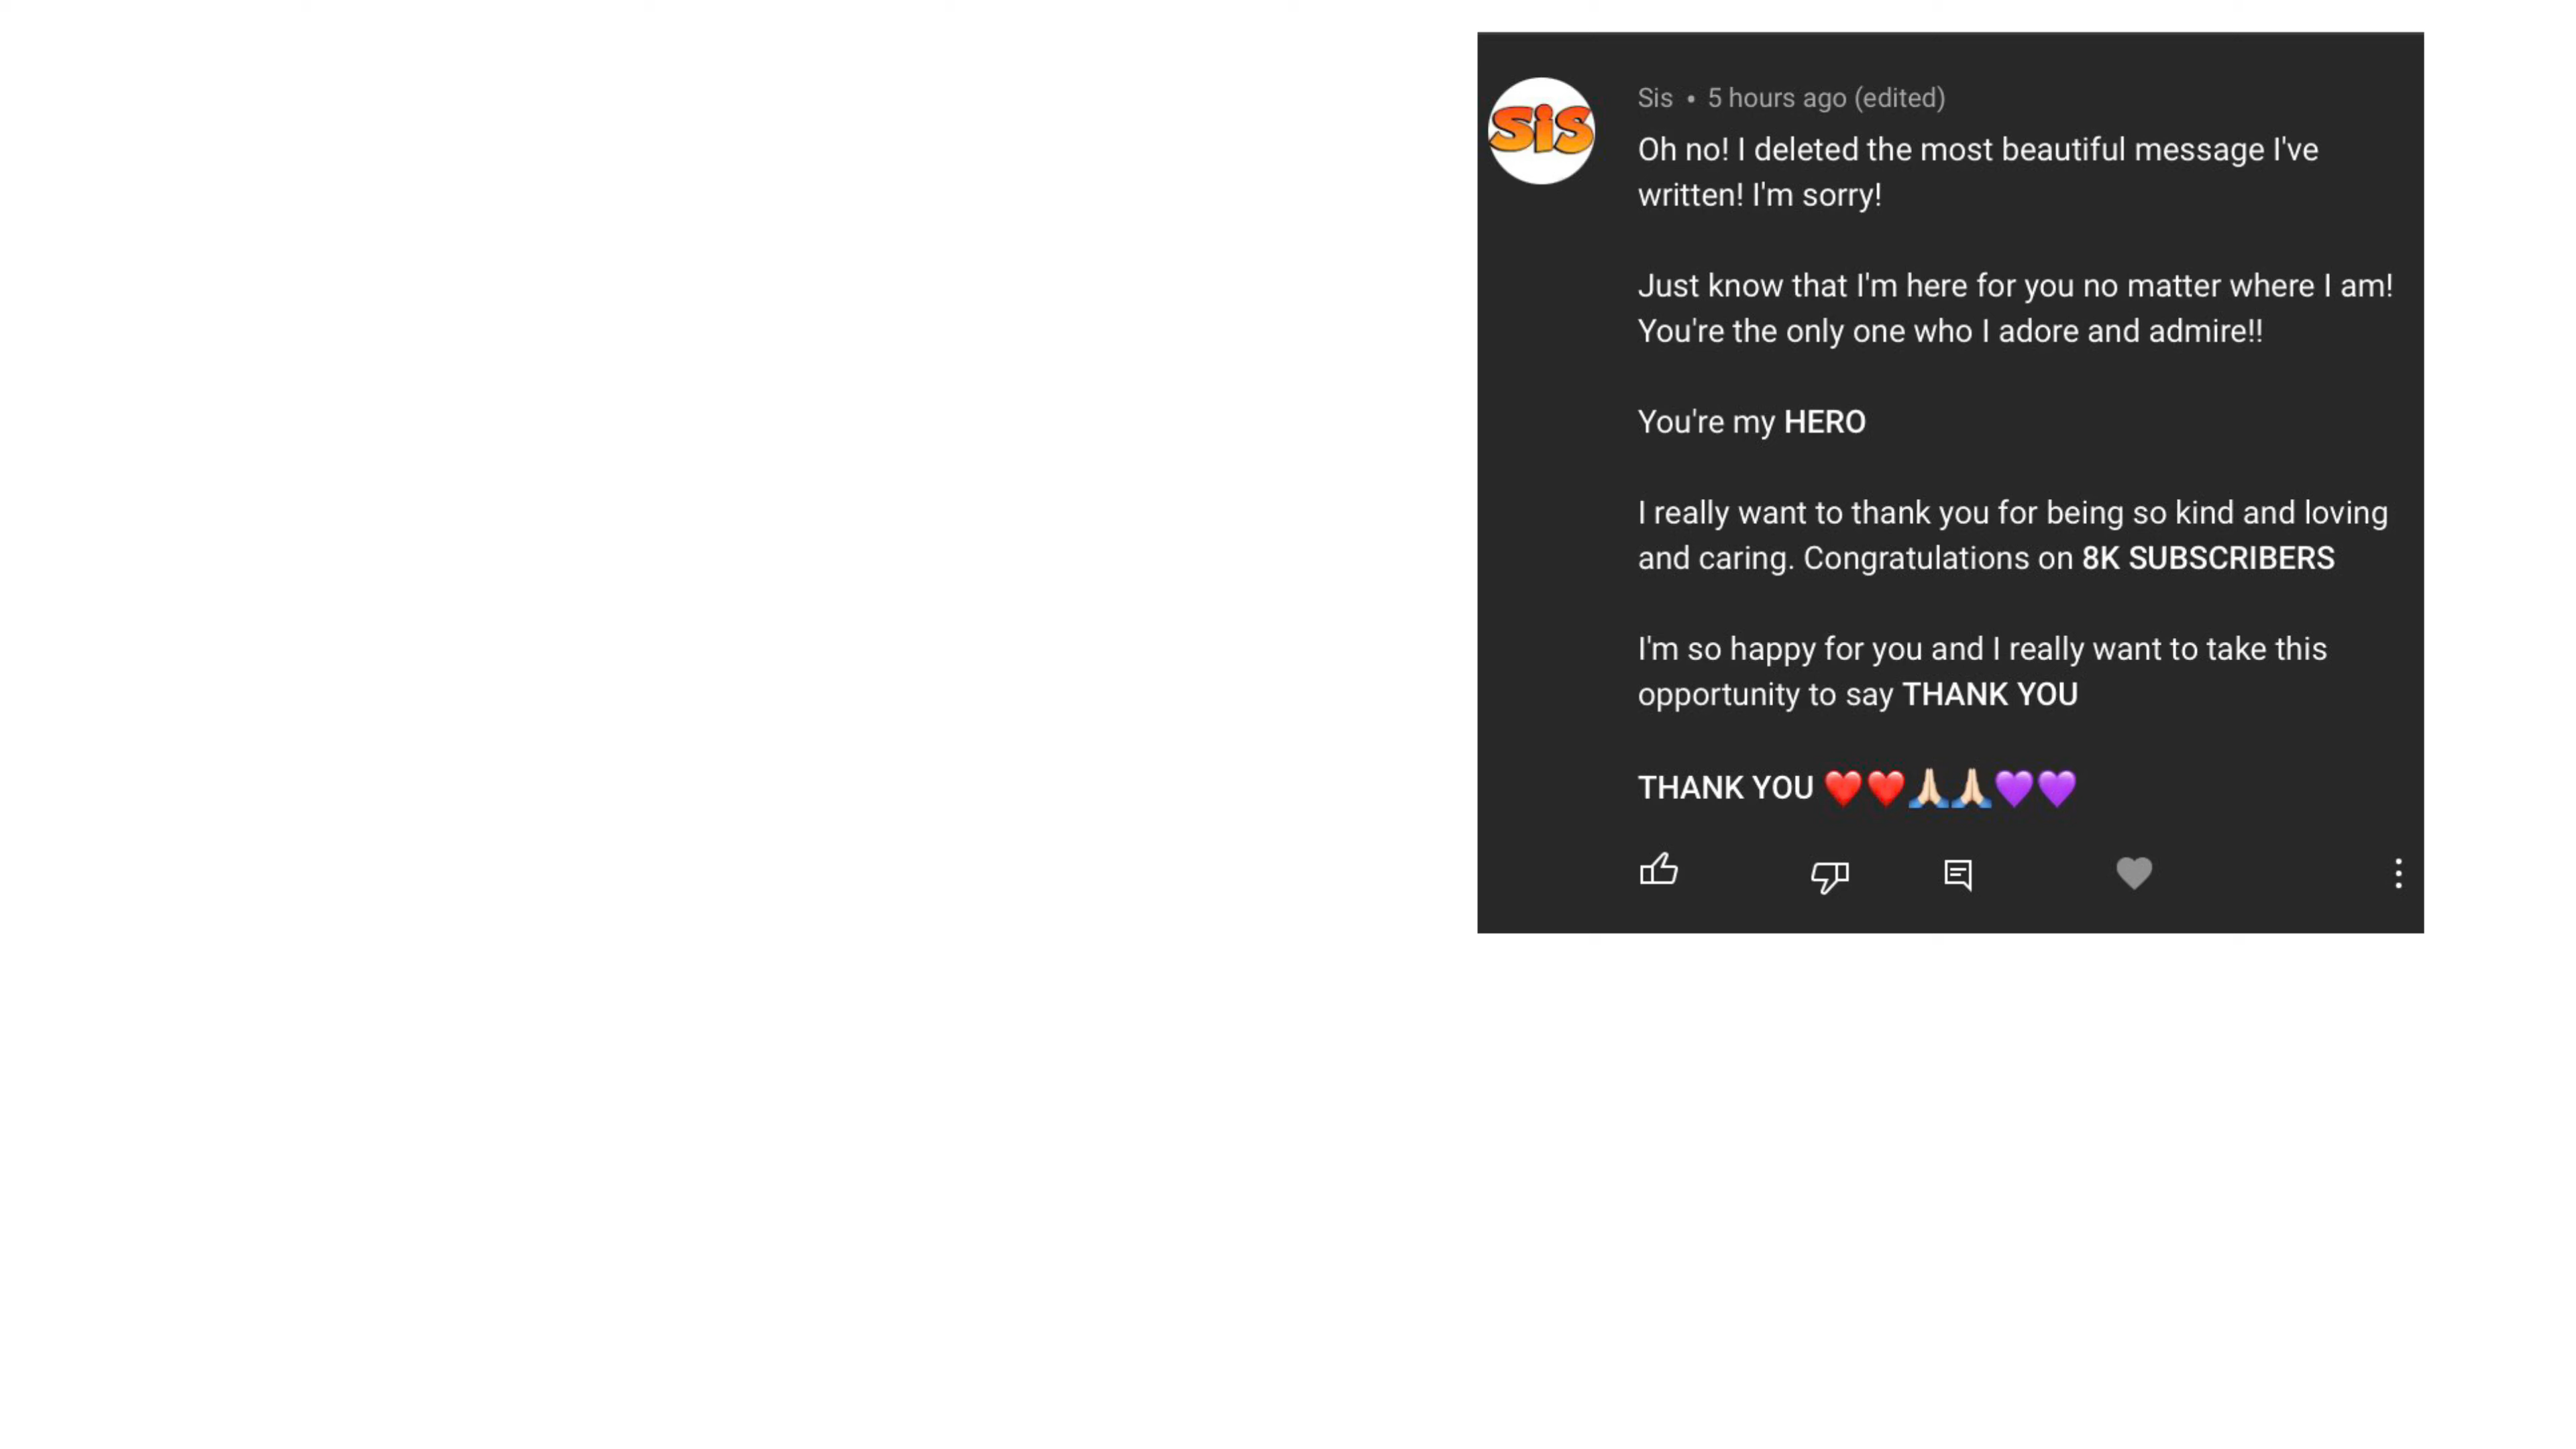 SiS
Sis • 5 hours ago (edited)
Oh no! I deleted the most beautiful message I've
written! I'm sorry!
Just know that I'm here for you no matter where I am!
You're the only one who I adore and admire!!
You're my HERO
I really want to thank you for being so kind and loving
and caring. Congratulations on 8K SUBSCRIBERS
I'm so happy for you and I really want to take this
opportunity to say THANK YOU
THANK YOU ❤️❤️🙏🏻🙏🏻💜💜